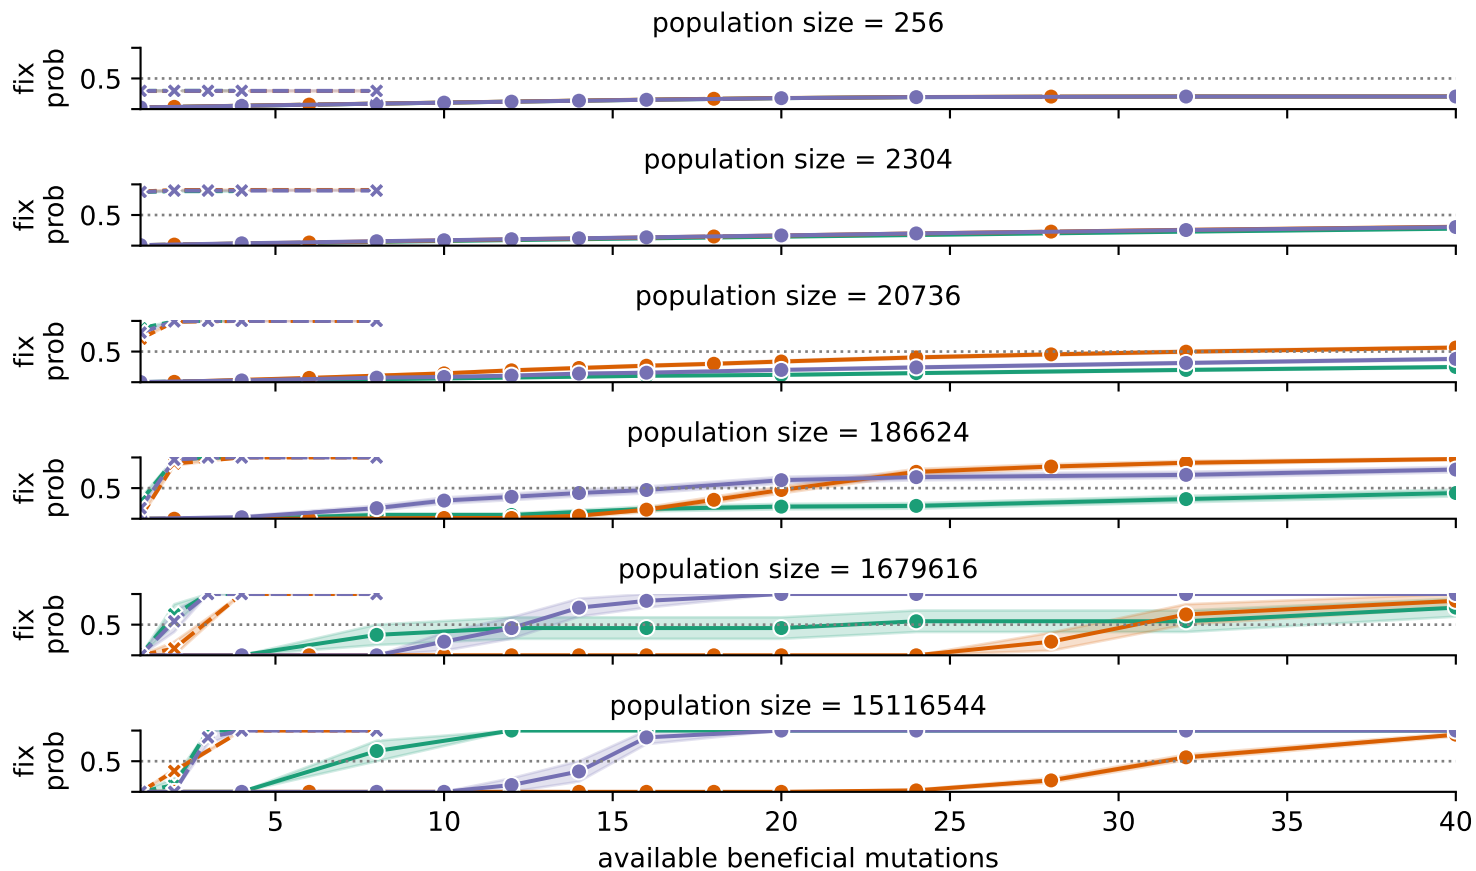 population size = 256
fix
prob
0.5
population size = 2304
fix
prob
0.5
population size = 20736
fix
prob
0.5
population size = 186624
fix
prob
0.5
population size = 1679616
fix
prob
0.5
population size = 15116544
fix
prob
0.5
5 10 15 20 25 30 35 40
available beneficial mutations